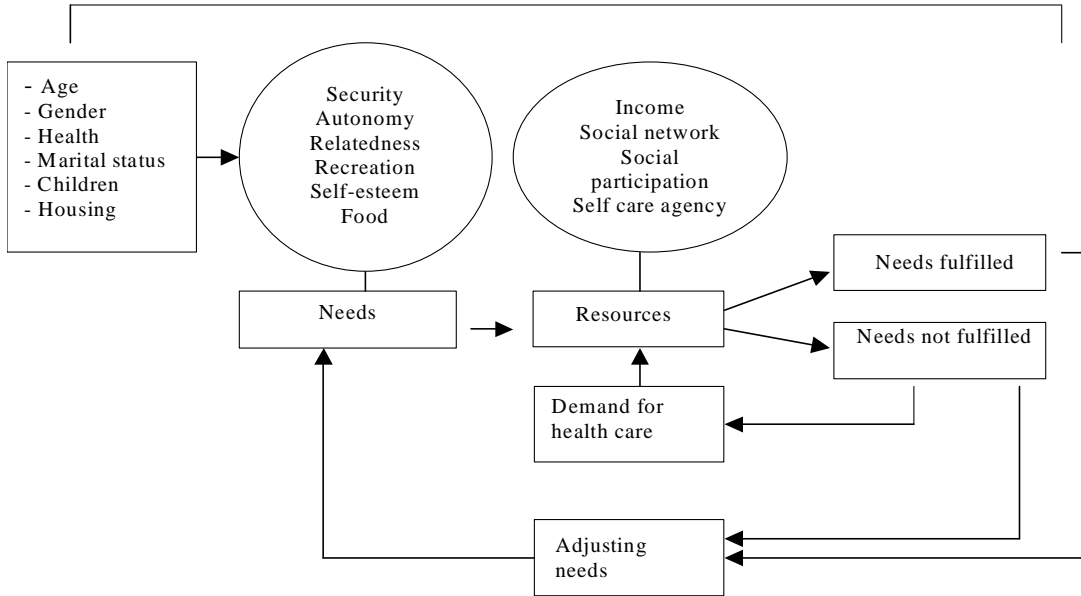 - Age
- Gender
- Health
- Marital status
- Children
- Housing
Security
Autonomy
Relatedness
Recreation
Self-esteem
Food
Income
Social network
Social
participation
Self care agency
Needs fulfilled
Needs
Resources
Needs not fulfilled
Demand for
health care
Adjusting
needs